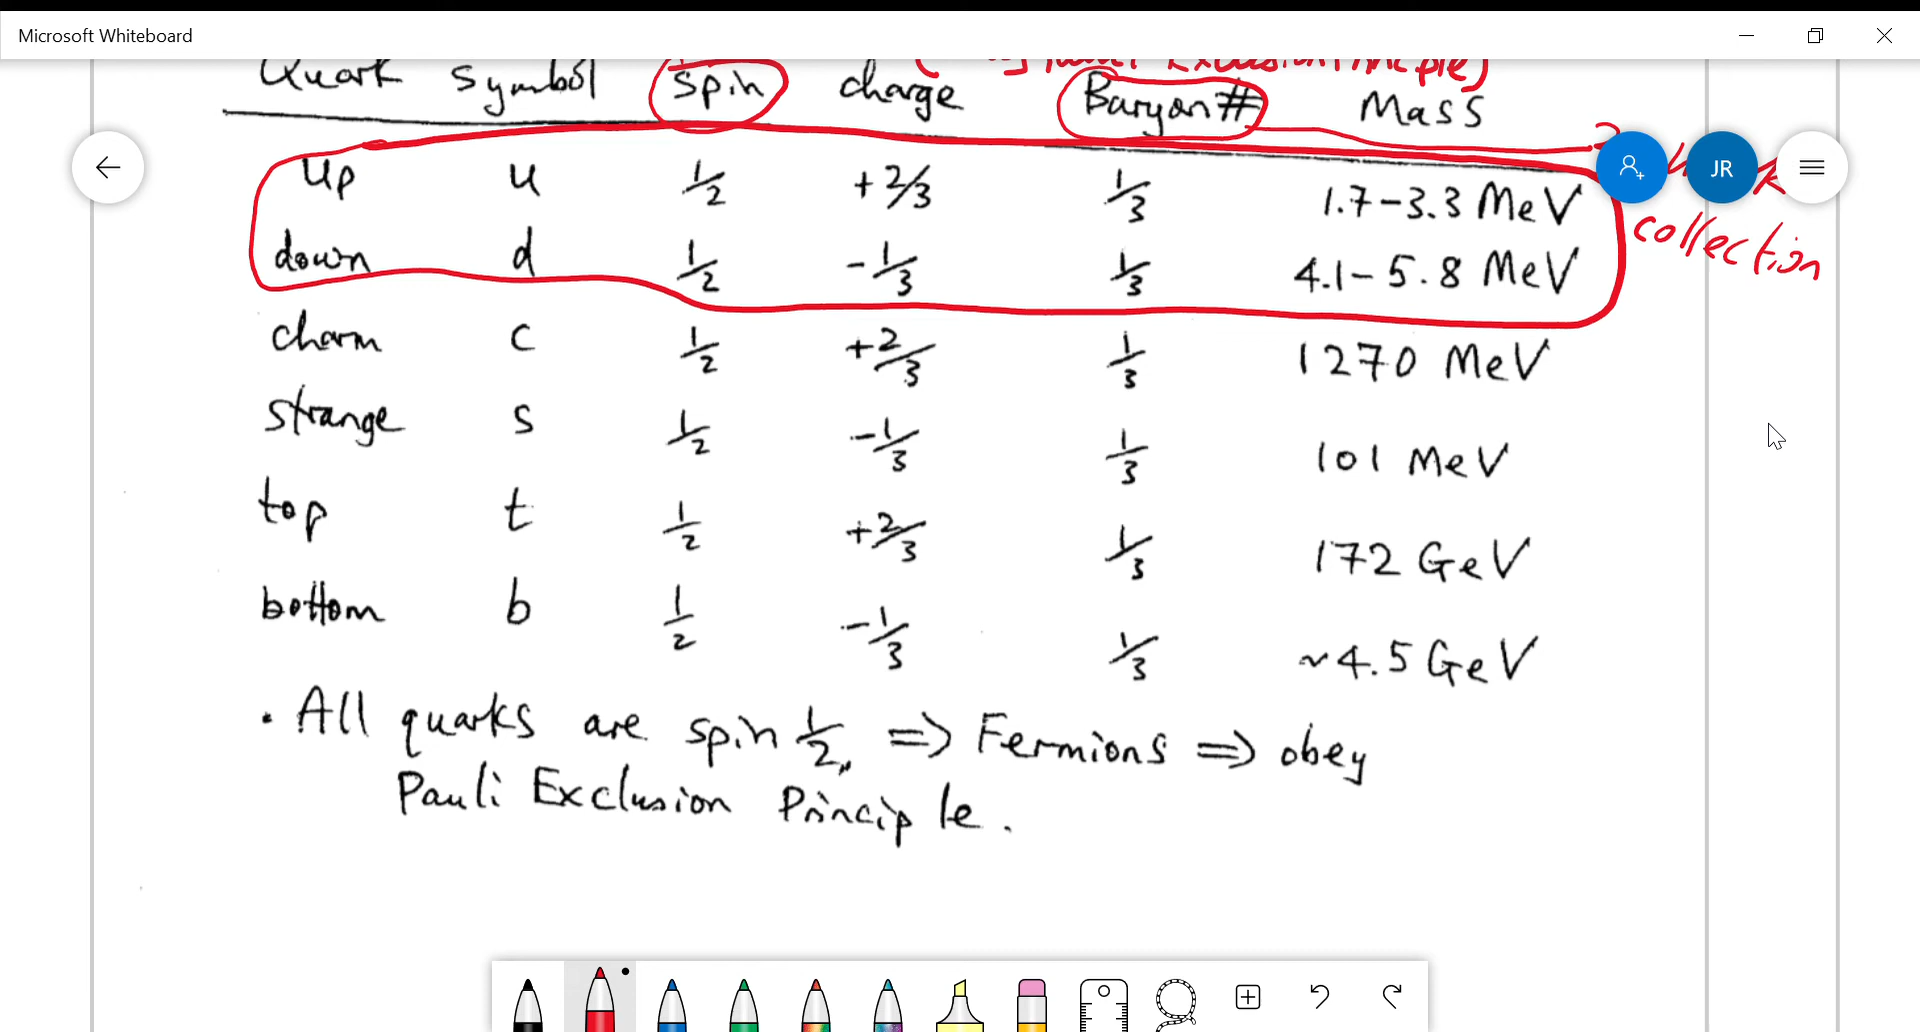 Microsoft Whiteboard
Exclusion Principle)
Quark symbol spin charge Baryon # Mass
up u 1/2 +2/3 1/3 1.7-3.3 MeV
JR
collection
down d 1/2 -1/3 1/3 4.1-5.8 MeV
charm c 1/2 +2/3 1/3 1270 MeV
strange s 1/2 -1/3 1/3 101 MeV
top t 1/2 +2/3 1/3 172 GeV
bottom b 1/2 -1/3 1/3 ~4.5 GeV
• All quarks are spin 1/2, => Fermions => obey
Pauli Exclusion Principle.